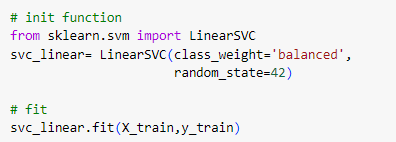 # init function
from sklearn.svm import LinearSVC
svc_linear= LinearSVC(class_weight='balanced',
                      random_state=42)
# fit
svc_linear.fit(X_train,y_train)